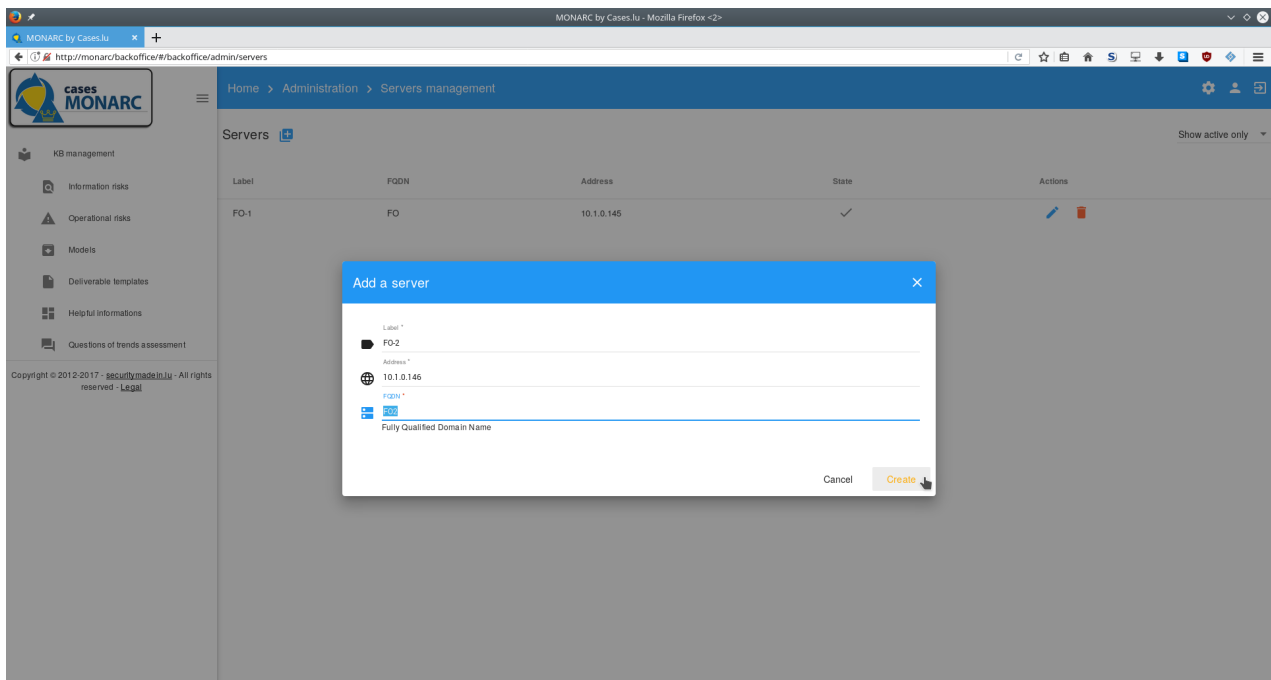 MONARC by Cases.lu - Mozilla Firefox <2>
MONARC by Cases.lu
http://monarc/backoffice/#/backoffice/admin/servers
cases
MONARC
Home > Administration > Servers management
Servers
Show active only
KB management
Information risks
Operational risks
Models
Deliverable templates
Helpful informations
Questions of trends assessment
Copyright © 2012-2017 - securitymadein.lu - All rights
reserved - Legal
Label FQDN Address State Actions
FO-1 FO 10.1.0.145
Add a server
Label *
FO-2
Address *
10.1.0.146
FQDN *
FO2
Fully Qualified Domain Name
Cancel Create